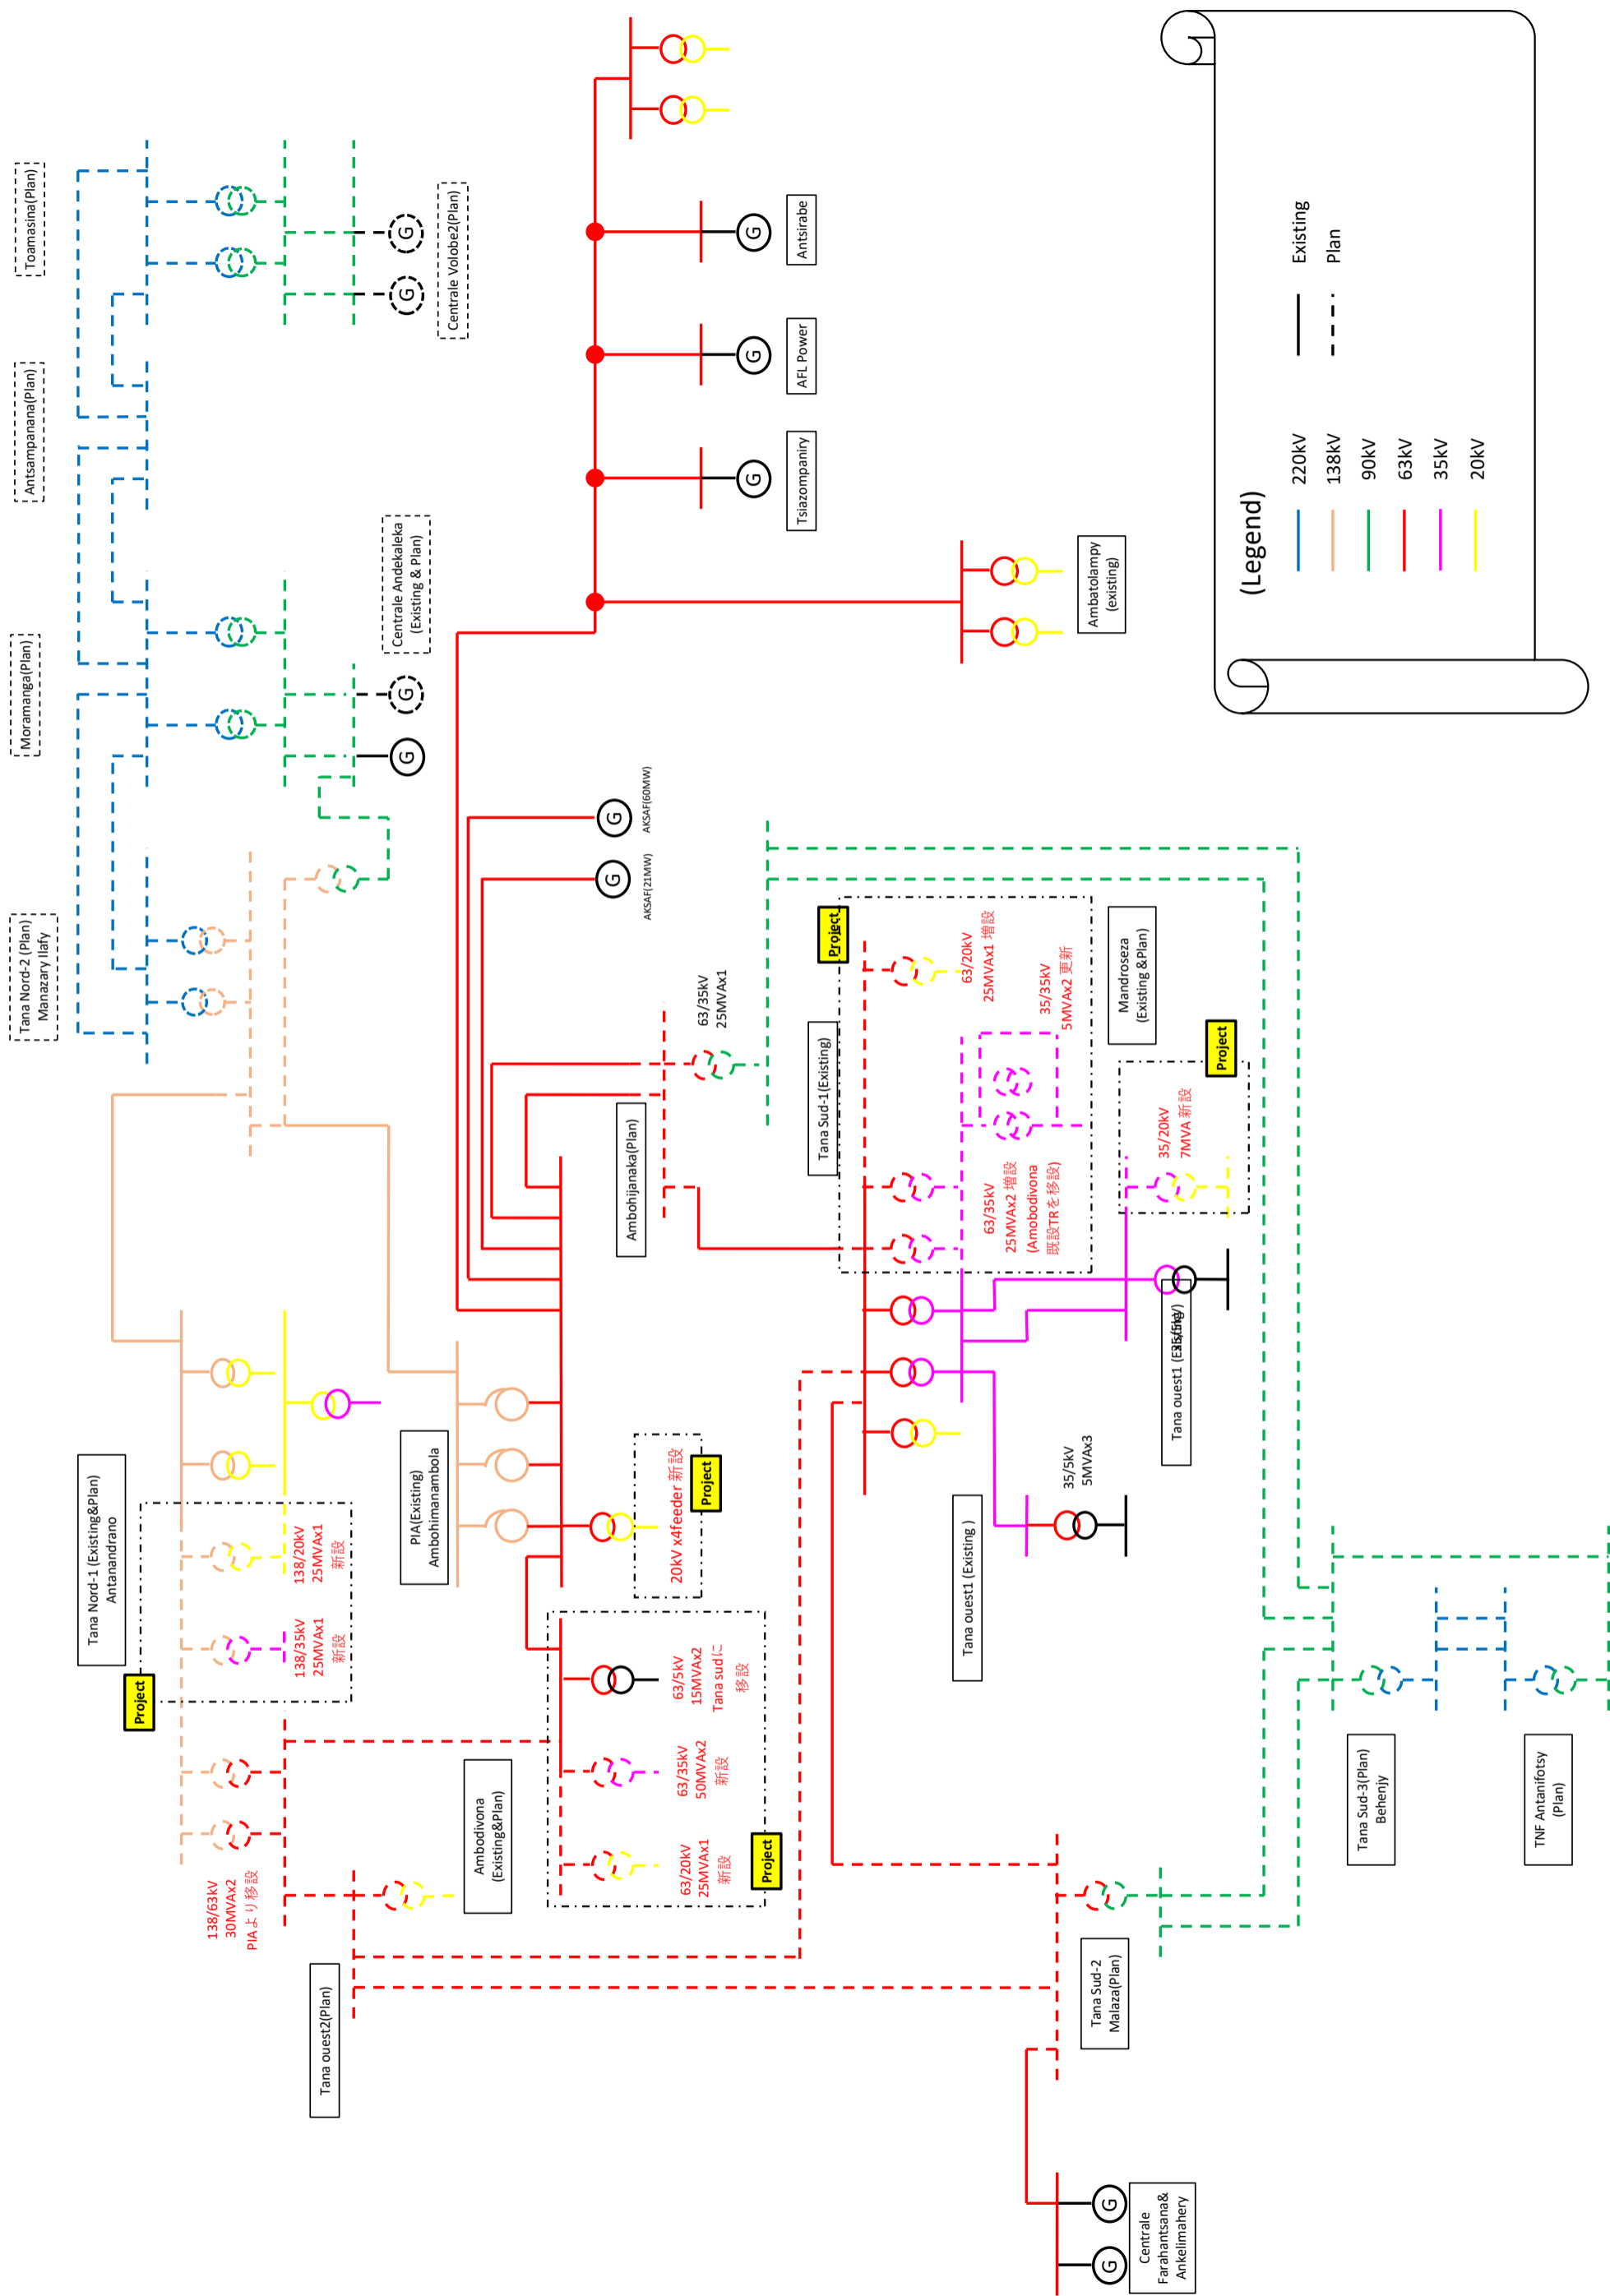 Tana Nord-2 (Plan)
Manazary Ilafy
Moramanga(Plan)
Antsampanana(Plan)
Toamasina(Plan)
Tana Nord-1 (Existing&Plan)
Antanandrano
Project
138/63kV
30MVAx2
PIAより移設
138/35kV
25MVAx1
新設
138/20kV
25MVAx1
新設
G
G
Centrale Andekaleka
(Existing & Plan)
G
G
Centrale Volobe2(Plan)
Tana ouest2(Plan)
PIA(Existing)
Ambohimanambola
Ambodivona
(Existing&Plan)
63/20kV
25MVAx1
新設
63/35kV
50MVAx2
新設
63/5kV
15MVAx2
Tana sudに
移設
Project
20kV x4feeder 新設
Project
G
AKSAF(21MW)
G
AKSAF(60MW)
Ambohijanaka(Plan)
63/35kV
25MVAx1
G
Tsiazompaniry
G
AFL Power
G
Antsirabe
Tana Sud-1(Existing)
Project
63/20kV
25MVAx1 増設
63/35kV
25MVAx2 増設
(Amobodivona
既設TRを移設)
35/35kV
5MVAx2 更新
Tana ouest1 (Existing )
35/5kV
5MVAx3
Mandroseza
(Existing &Plan)
Project
35/20kV
7MVA 新設
Tana ouest1 (Existing)
35/5kV
Ambatolampy
(existing)
G
G
Centrale
Farahantsana&
Ankelimahery
Tana Sud-2
Malaza(Plan)
Tana Sud-3(Plan)
Behenjy
TNF Antanifotsy
(Plan)
(Legend)
220kV
Existing
138kV
Plan
90kV
63kV
35kV
20kV